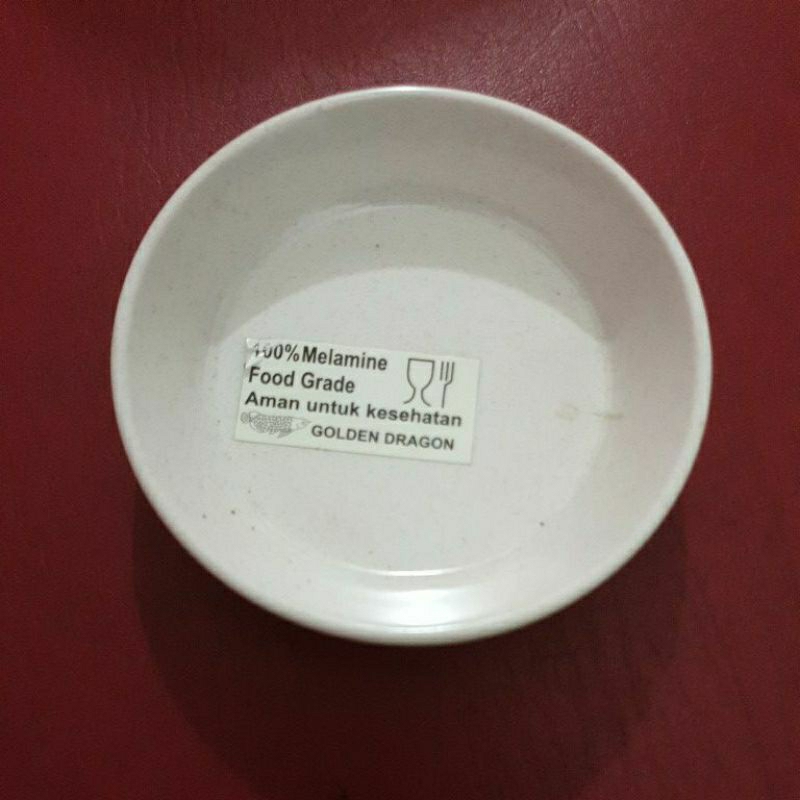 100% Melamine
Food Grade
Aman untuk kesehatan
GOLDEN DRAGON